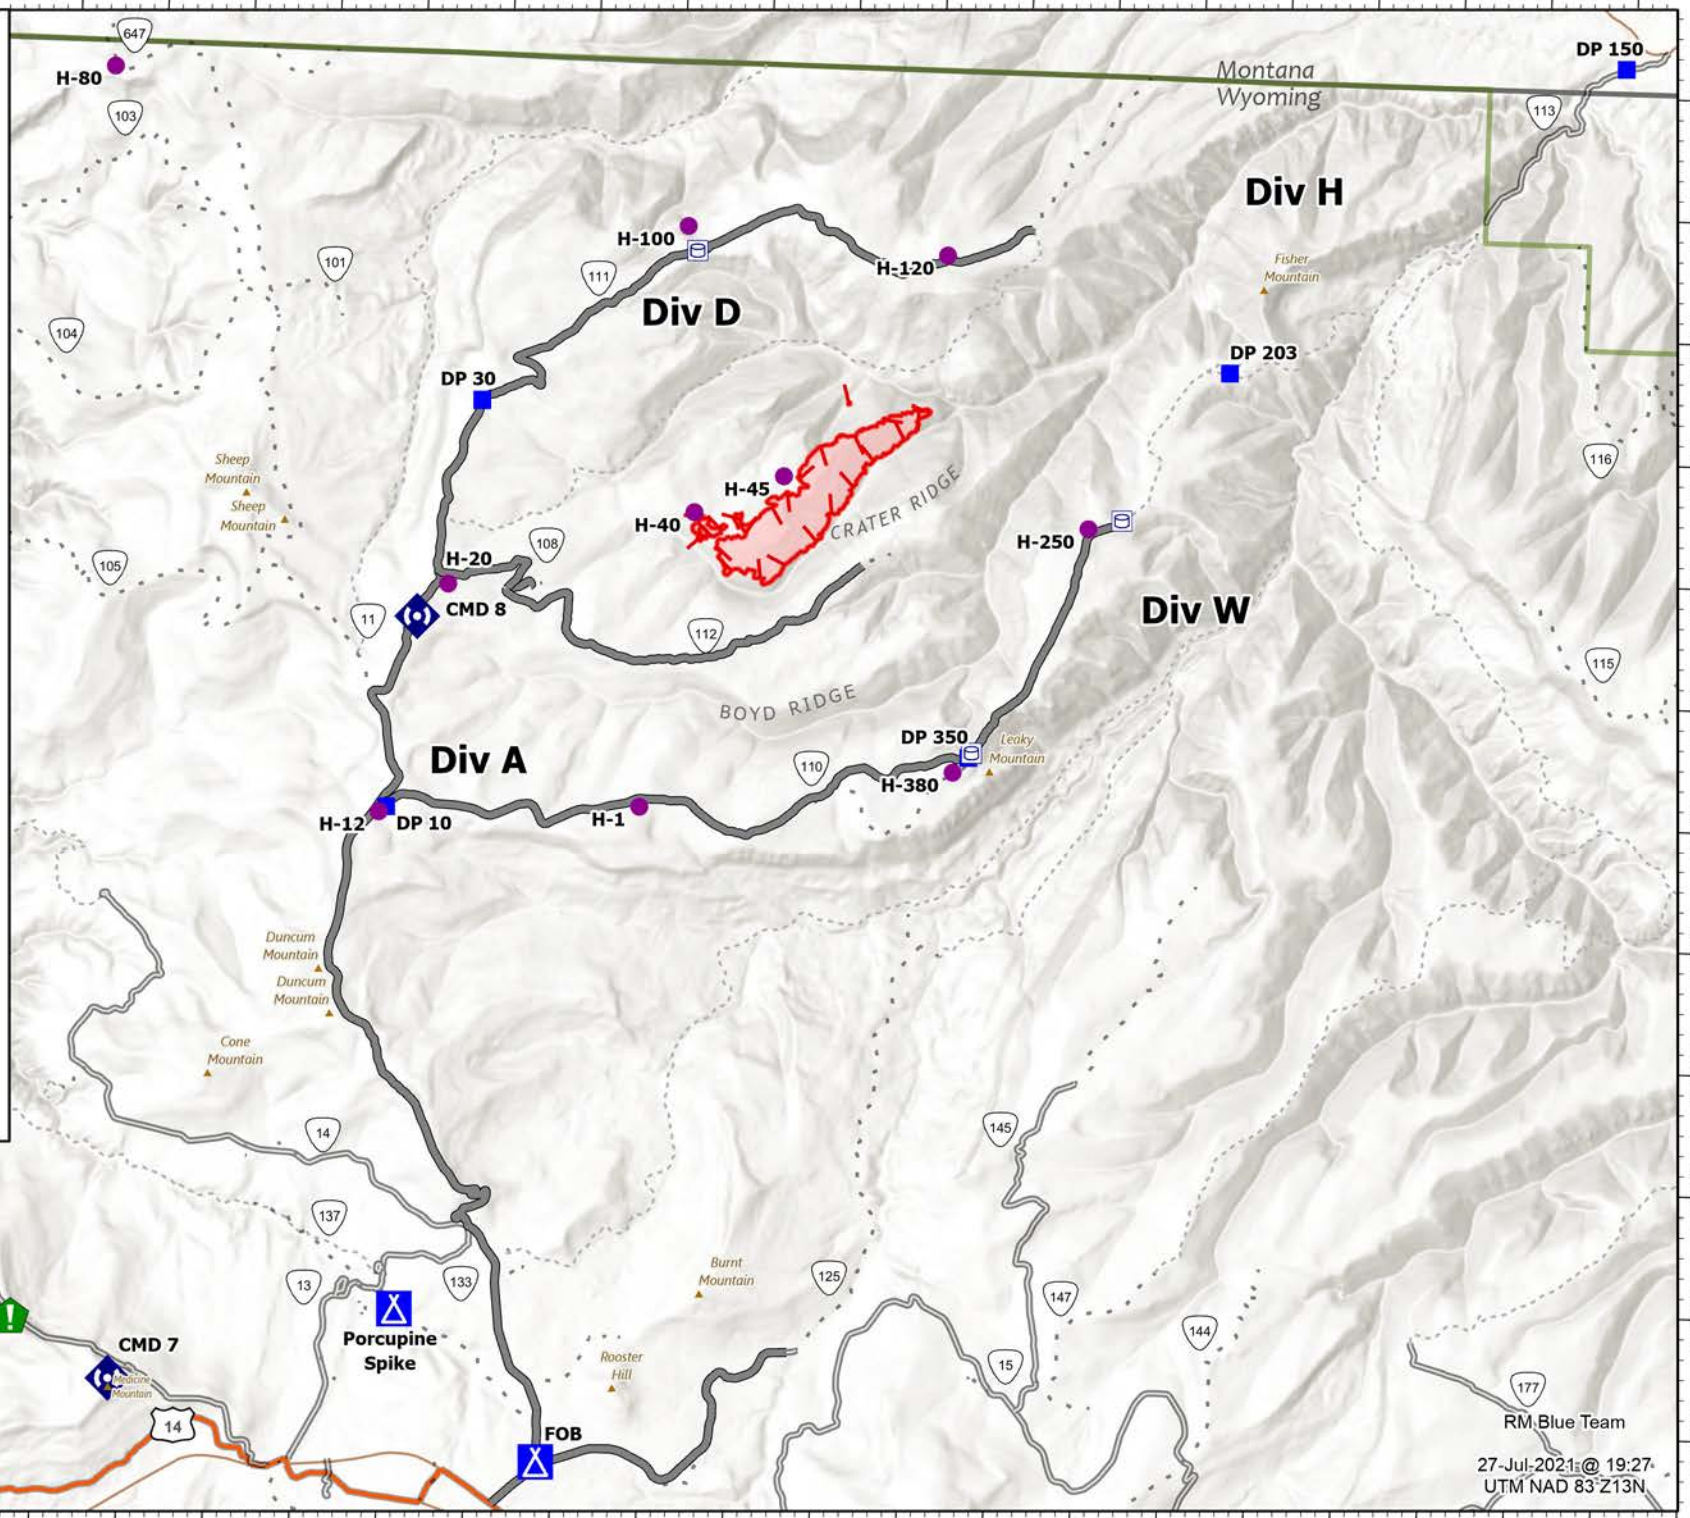 647
H-80
103
Montana
Wyoming
DP 150
113
Div H
H-100
101
111
H-120
Fisher
Mountain
104
Div D
DP 203
DP 30
Sheep
Mountain
Sheep
Mountain
H-45
H-40
CRATER RIDGE
116
H-250
108
H-20
105
CMD 8
11
112
Div W
115
BOYD RIDGE
Div A
DP 350
Leaky
Mountain
110
H-380
H-12
DP 10
H-1
Duncum
Mountain
Duncum
Mountain
Cone
Mountain
14
145
137
13
133
Burnt
Mountain
125
147
144
Porcupine
Spike
CMD 7
Medicine
Mountain
Rooster
Hill
15
177
14
FOB
RM Blue Team
27-Jul-2021 @ 19:27
UTM NAD 83 Z13N